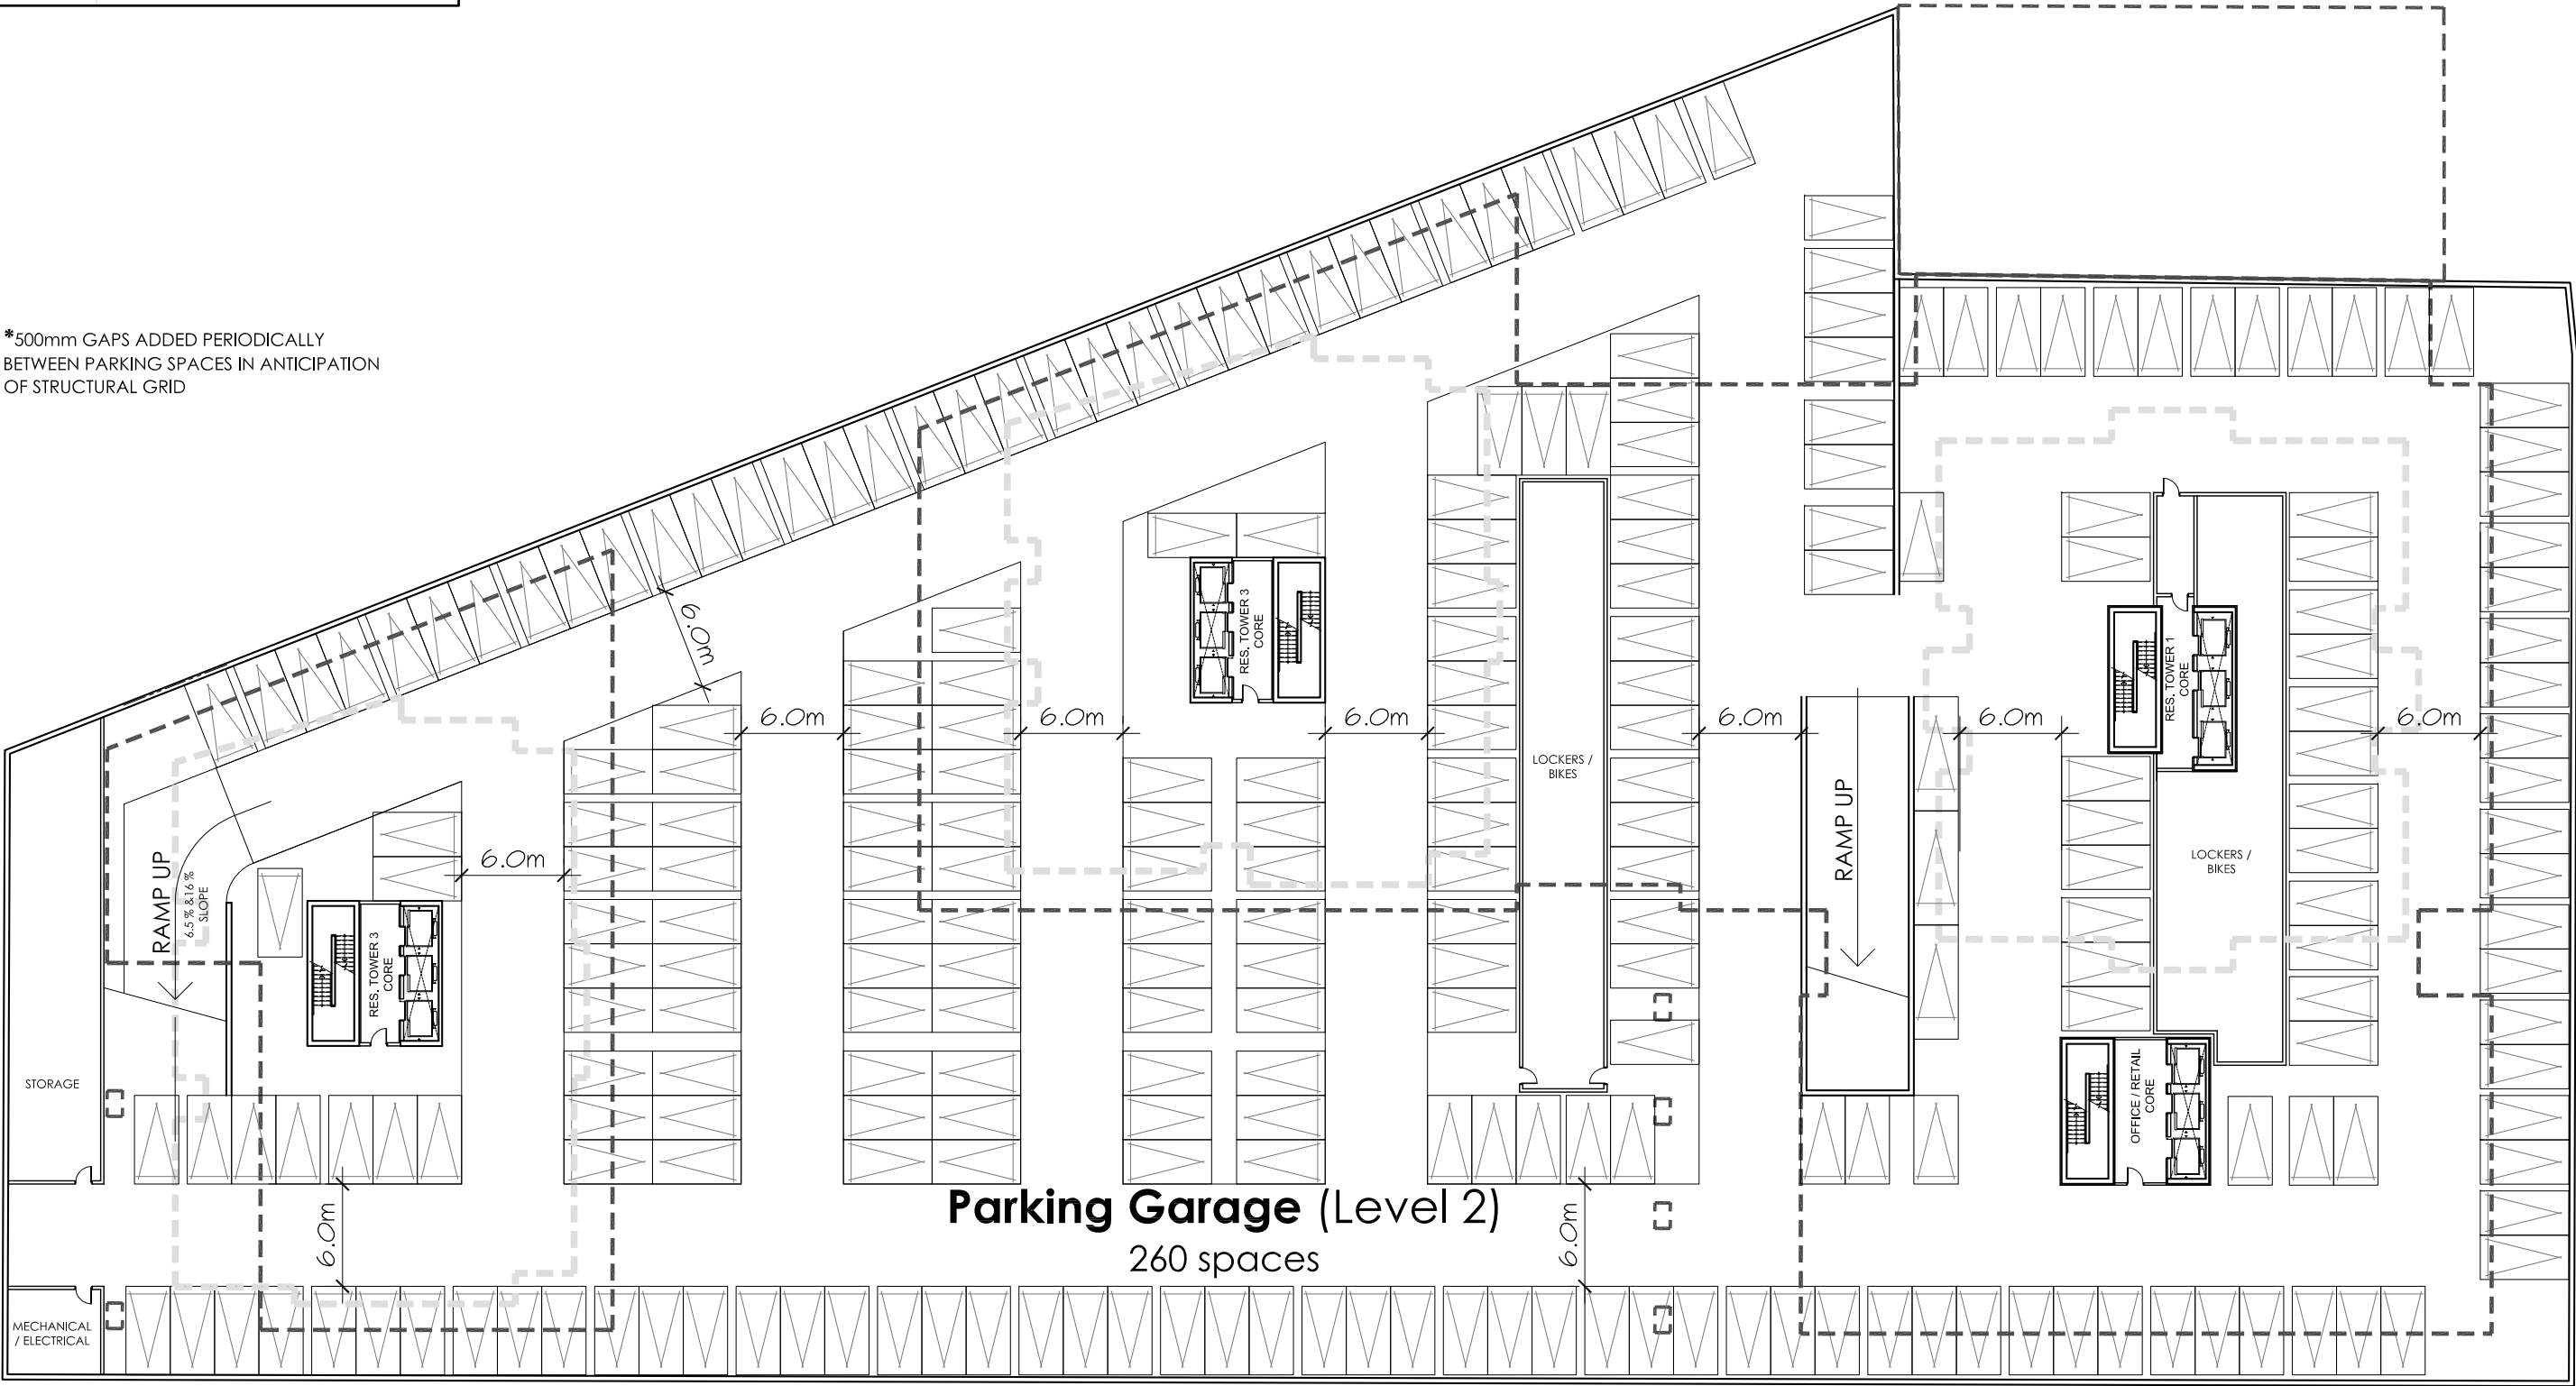 *500mm GAPS ADDED PERIODICALLY
BETWEEN PARKING SPACES IN ANTICIPATION
OF STRUCTURAL GRID
6.0m
6.0m
6.0m
6.0m
6.0m
6.0m
6.0m
6.0m
RES. TOWER 3
CORE
RES. TOWER 1
CORE
LOCKERS /
BIKES
RAMP UP
LOCKERS /
BIKES
RAMP UP
6.5% & 16%
SLOPE
RES. TOWER 3
CORE
STORAGE
OFFICE / RETAIL
CORE
Parking Garage (Level 2)
260 spaces
6.0m
6.0m
MECHANICAL
/ ELECTRICAL